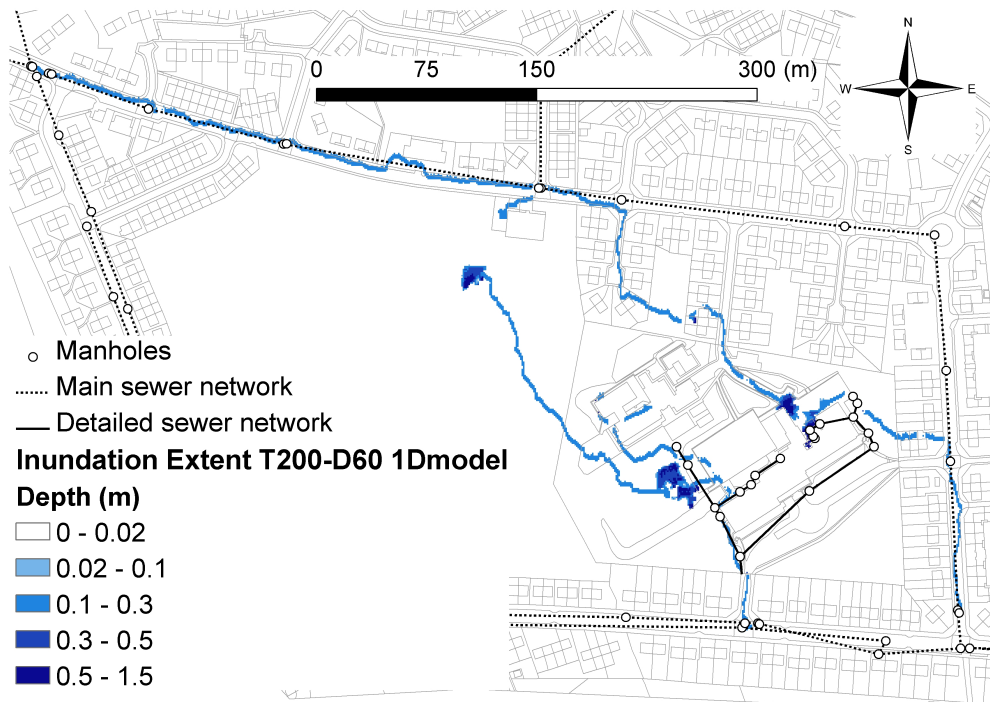 N
0 75 150 300 (m)
W E
S
Manholes
Main sewer network
Detailed sewer network
Inundation Extent T200-D60 1Dmodel
Depth (m)
0 - 0.02
0.02 - 0.1
0.1 - 0.3
0.3 - 0.5
0.5 - 1.5